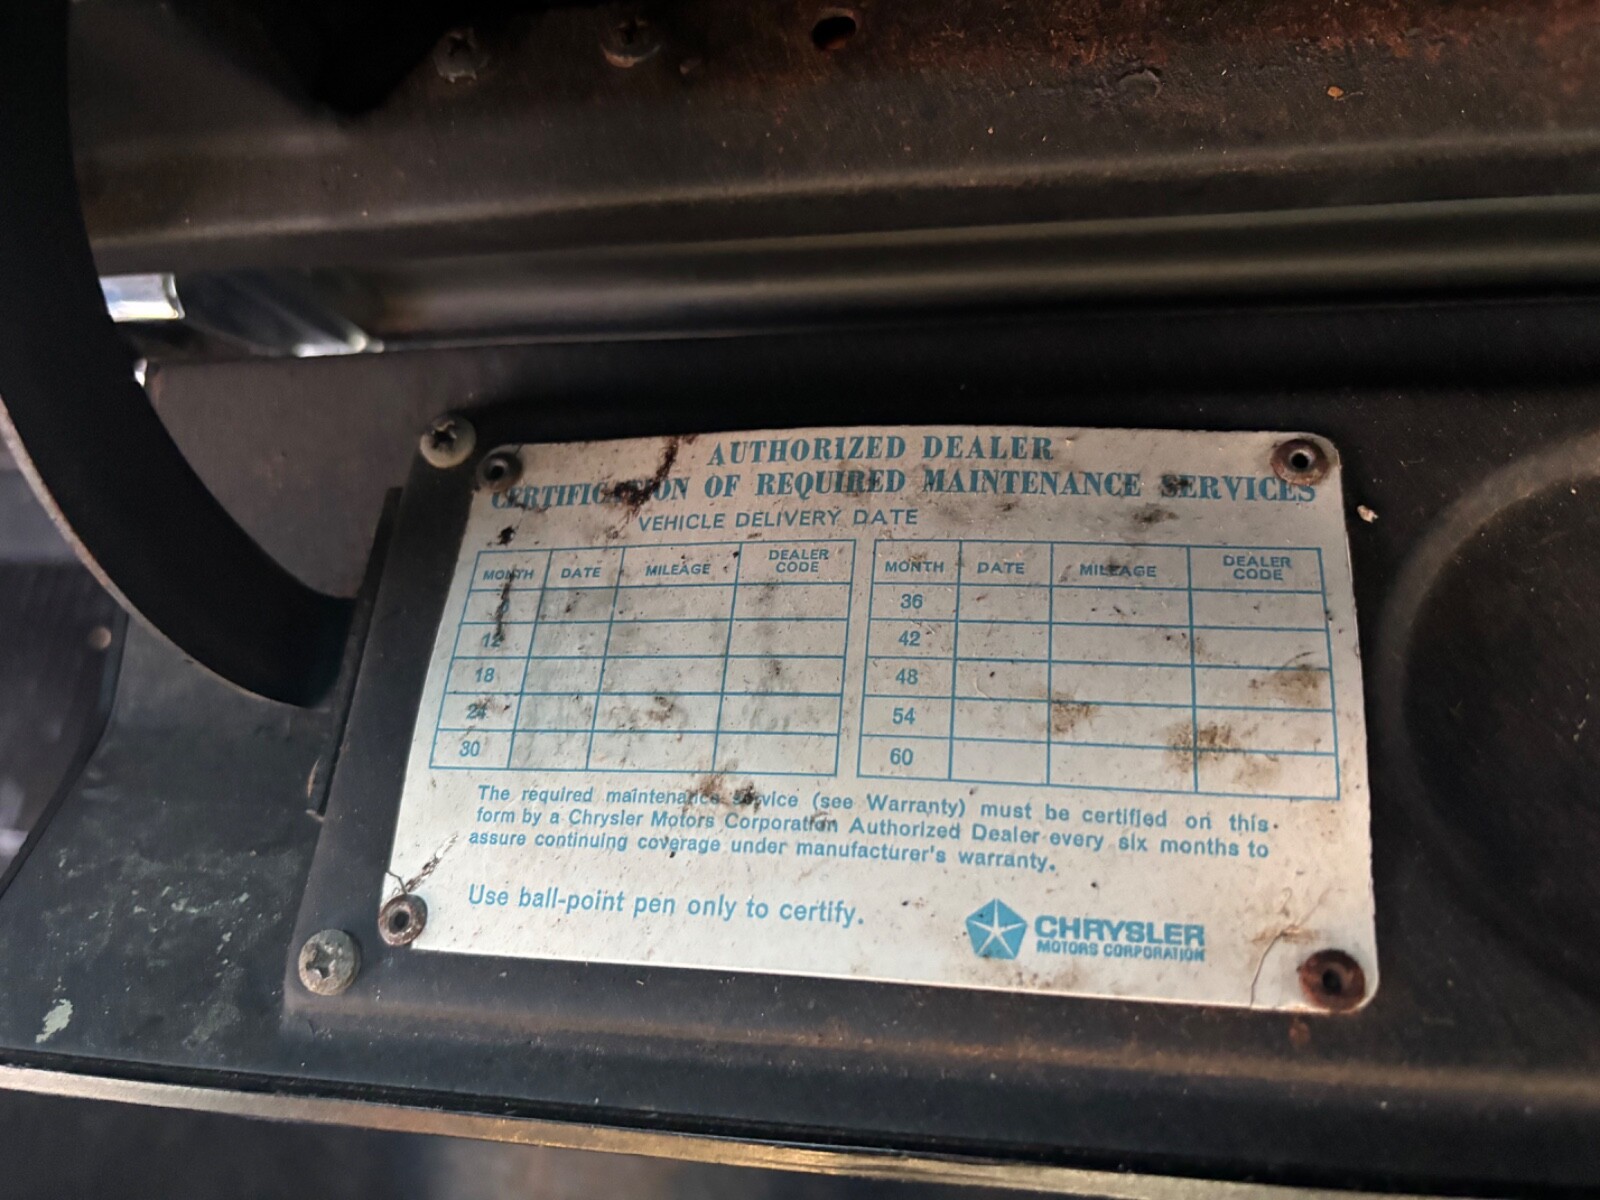 AUTHORIZED DEALER
CERTIFICATION OF REQUIRED MAINTENANCE SERVICES
VEHICLE DELIVERY DATE
MONTH DATE MILEAGE DEALER CODE MONTH DATE MILEAGE DEALER CODE
36
12 42
18 48
24 54
30 60
The required maintenance service (see Warranty) must be certified on this
form by a Chrysler Motors Corporation Authorized Dealer every six months to
assure continuing coverage under manufacturer's warranty.
Use ball-point pen only to certify.
CHRYSLER
MOTORS CORPORATION